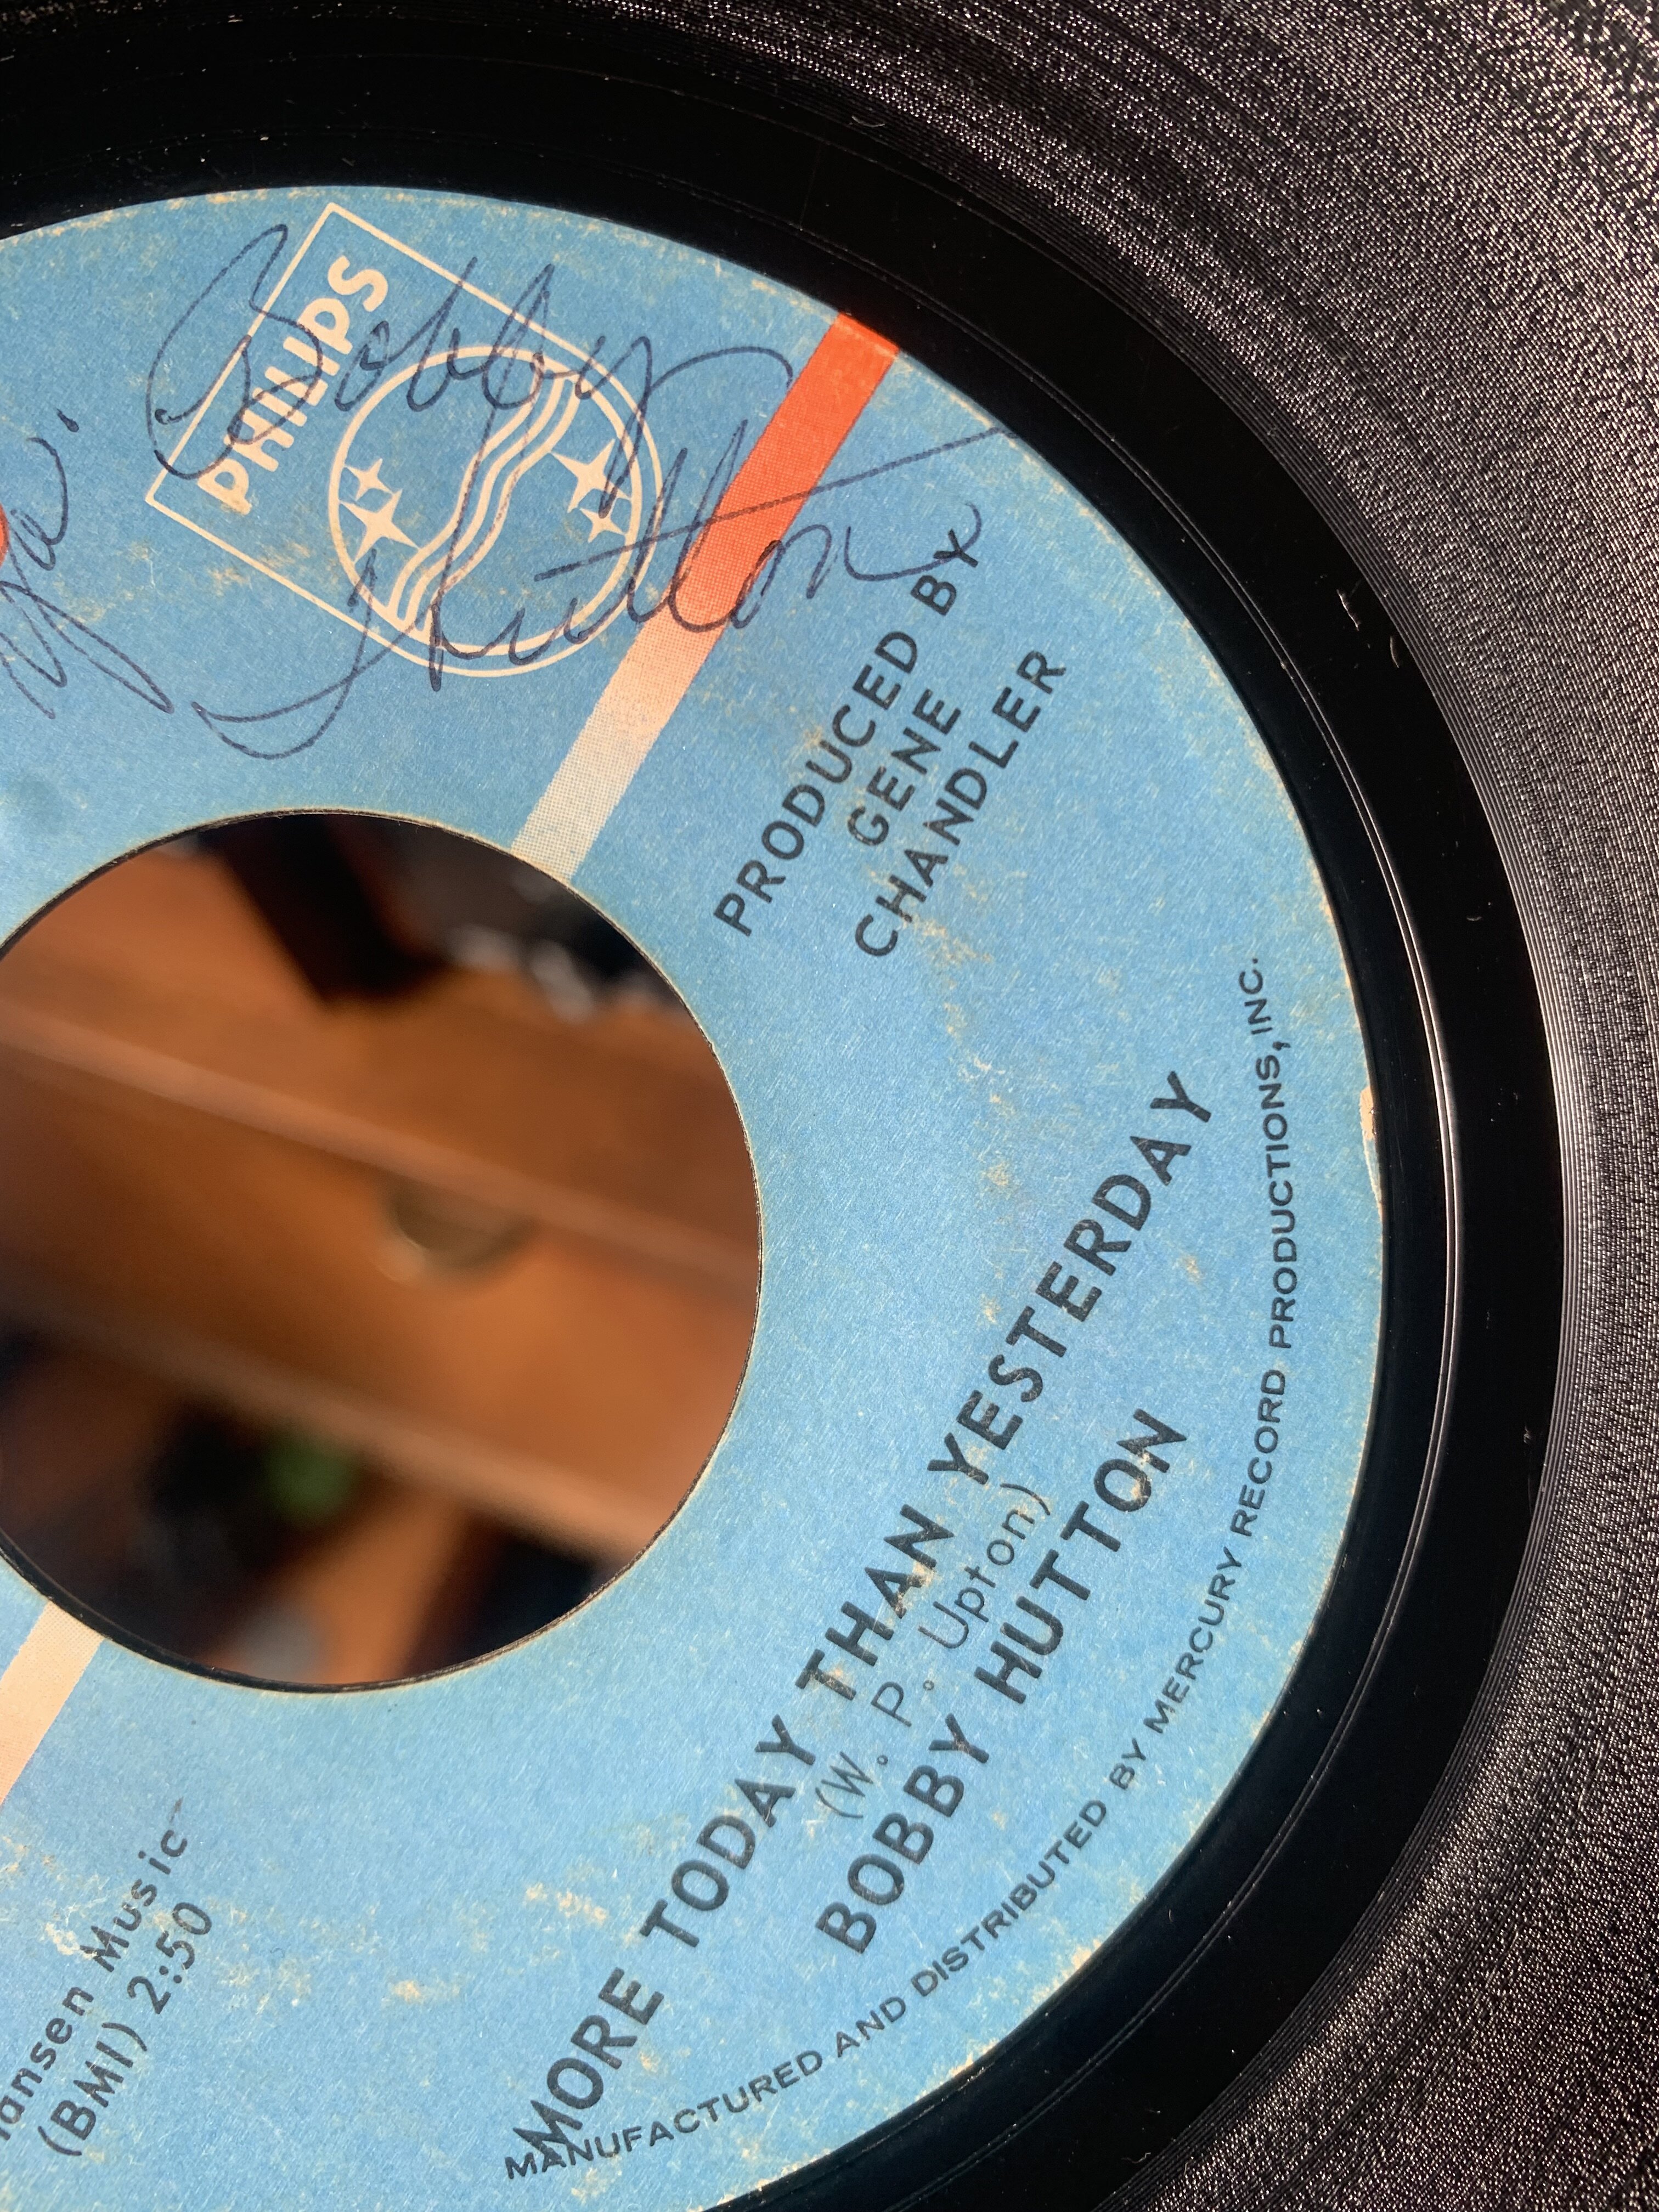 PHILIPS
Bobby
Hutton
PRODUCED BY
GENE
CHANDLER
Music
(BMI) 2:50
MORE TODAY THAN YESTERDAY
(W. P. Upton)
BOBBY HUTTON
MANUFACTURED AND DISTRIBUTED BY MERCURY RECORD PRODUCTIONS, INC.